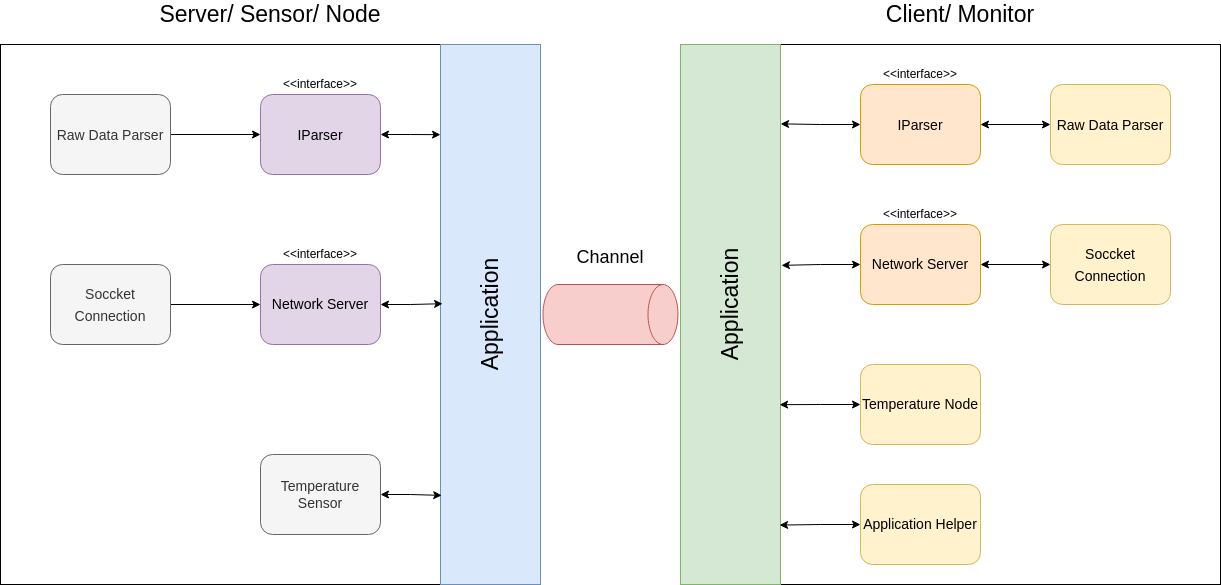 Server/ Sensor/ Node
Client/ Monitor
<<interface>>
Raw Data Parser
IParser
<<interface>>
Soccket
Connection
Network Server
Temperature
Sensor
Application
Channel
Application
<<interface>>
IParser
Raw Data Parser
<<interface>>
Network Server
Soccket
Connection
Temperature Node
Application Helper